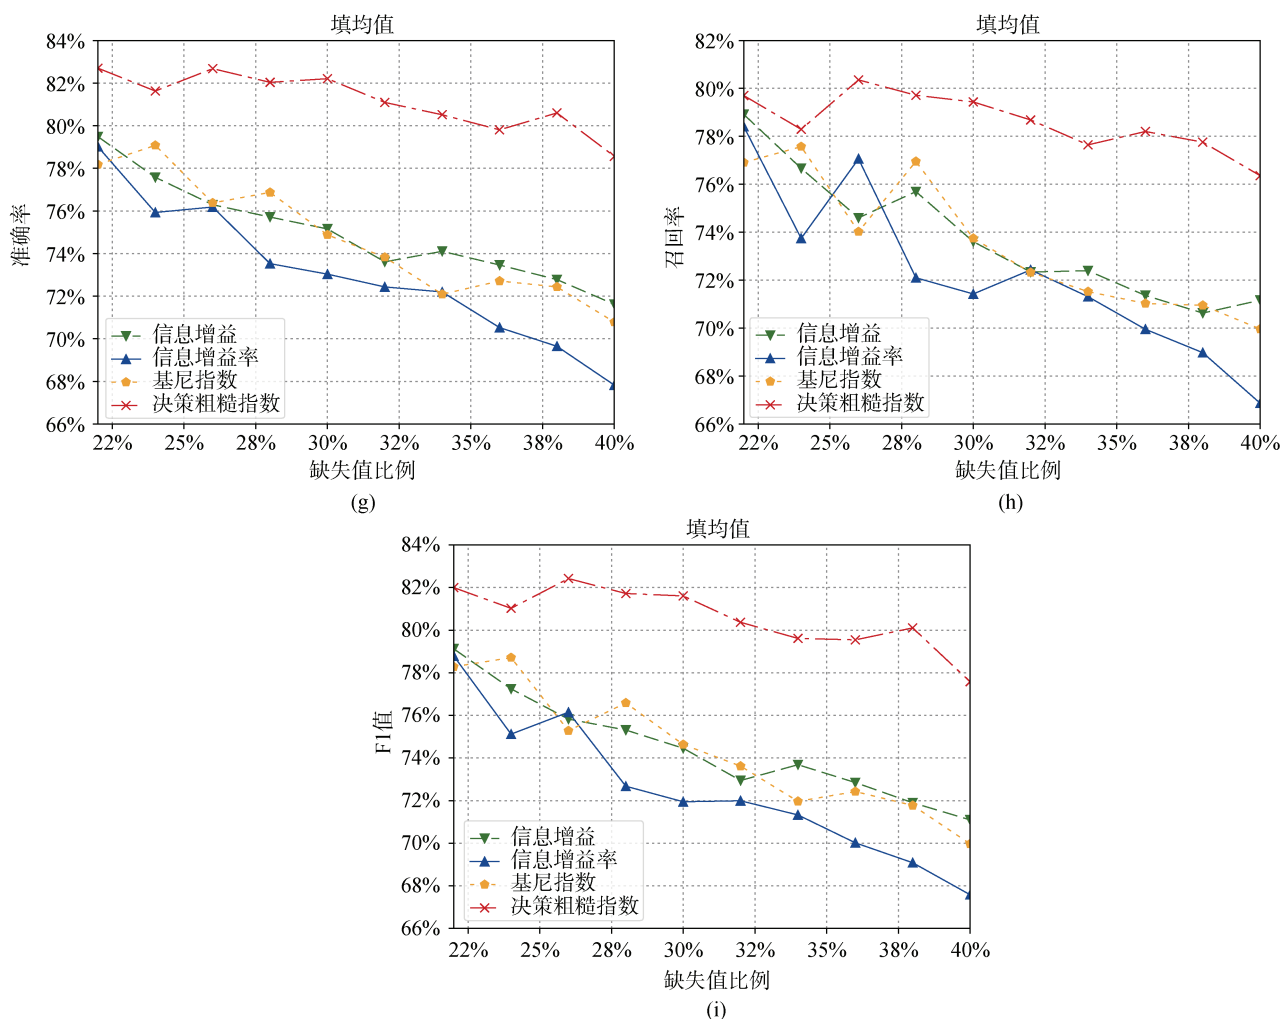 填均值
84%
82%
80%
78%
76%
74%
72%
70%
68%
66%
准确率
信息增益
信息增益率
基尼指数
决策粗糙指数
22% 25% 28% 30% 32% 35% 38% 40%
缺失值比例
(g)
填均值
82%
80%
78%
76%
74%
72%
70%
68%
66%
召回率
信息增益
信息增益率
基尼指数
决策粗糙指数
22% 25% 28% 30% 32% 35% 38% 40%
缺失值比例
(h)
填均值
84%
82%
80%
78%
76%
74%
72%
70%
68%
66%
F1值
信息增益
信息增益率
基尼指数
决策粗糙指数
22% 25% 28% 30% 32% 35% 38% 40%
缺失值比例
(i)